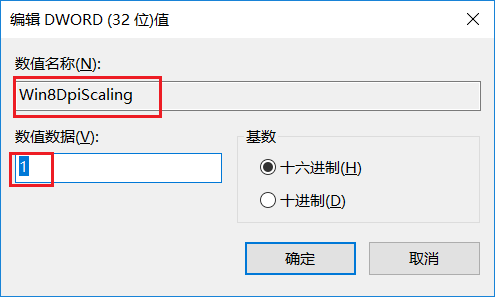 编辑 DWORD (32 位)值
数值名称(N):
Win8DpiScaling
数值数据(V):
1
基数
十六进制(H)
十进制(D)
确定
取消